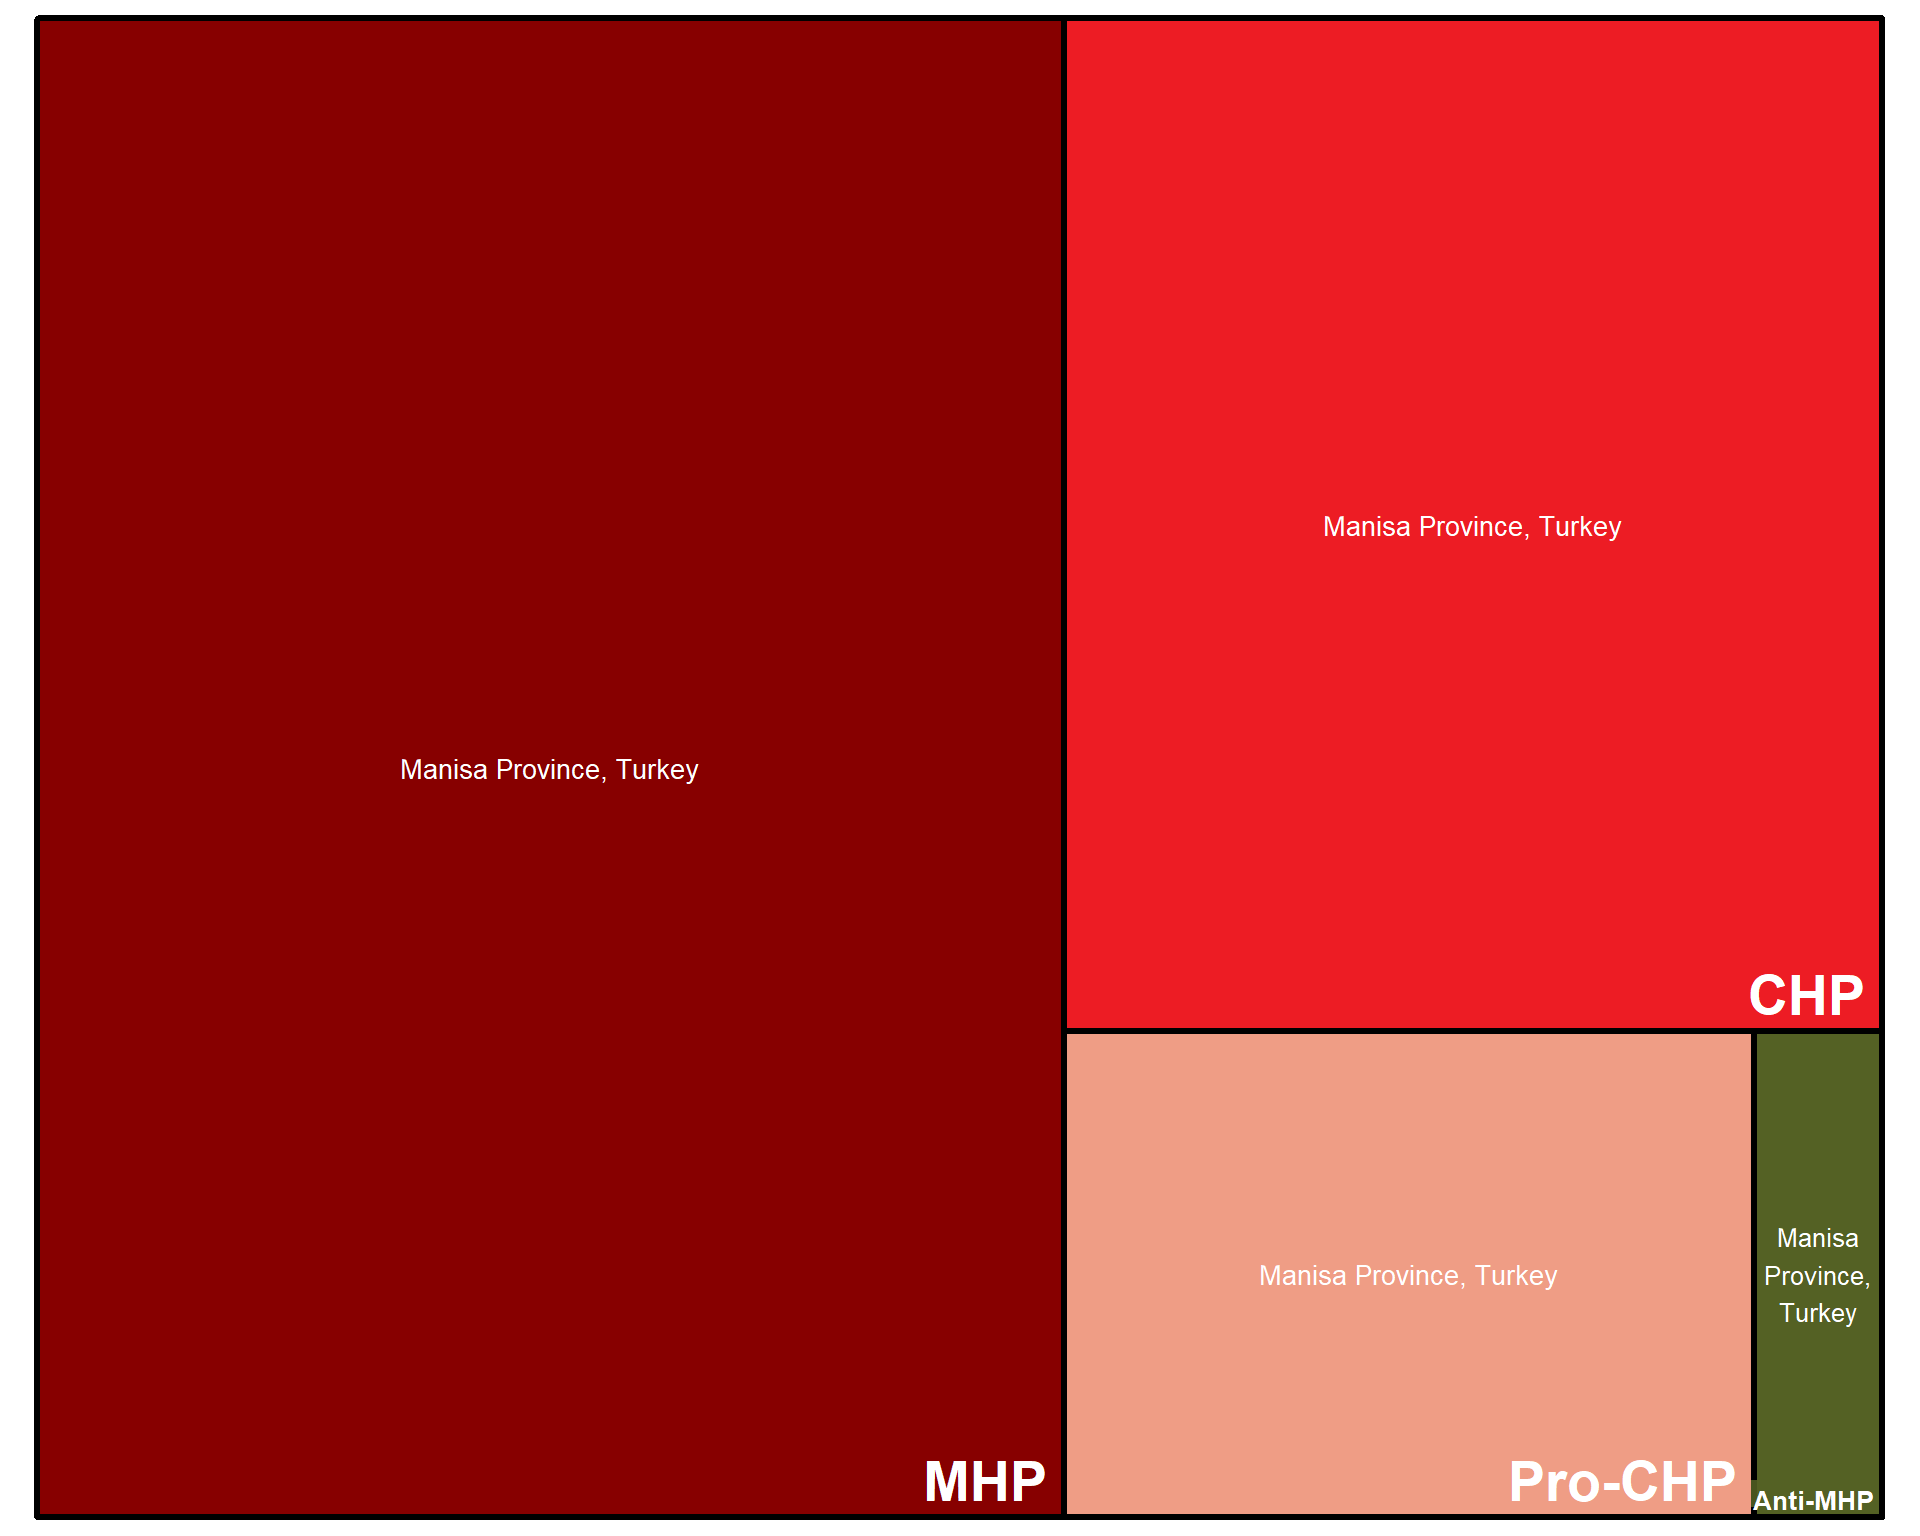 Manisa Province, Turkey
MHP
Manisa Province, Turkey
CHP
Manisa Province, Turkey
Pro-CHP
Manisa
Province,
Turkey
Anti-MHP